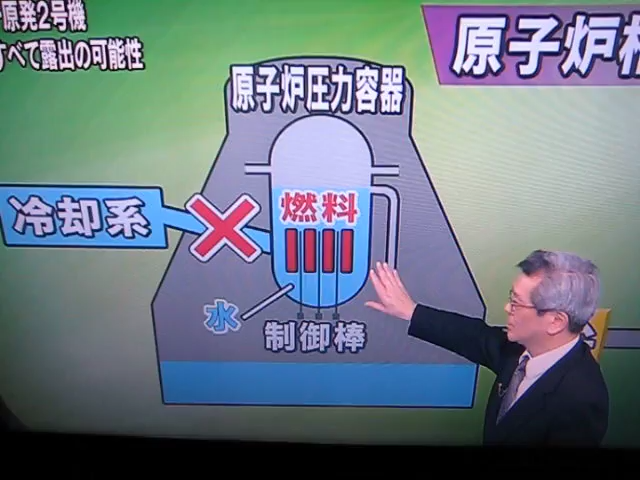 原発2号機
すべて露出の可能性
原子炉
原子炉圧力容器
燃料
冷却系
水
制御棒